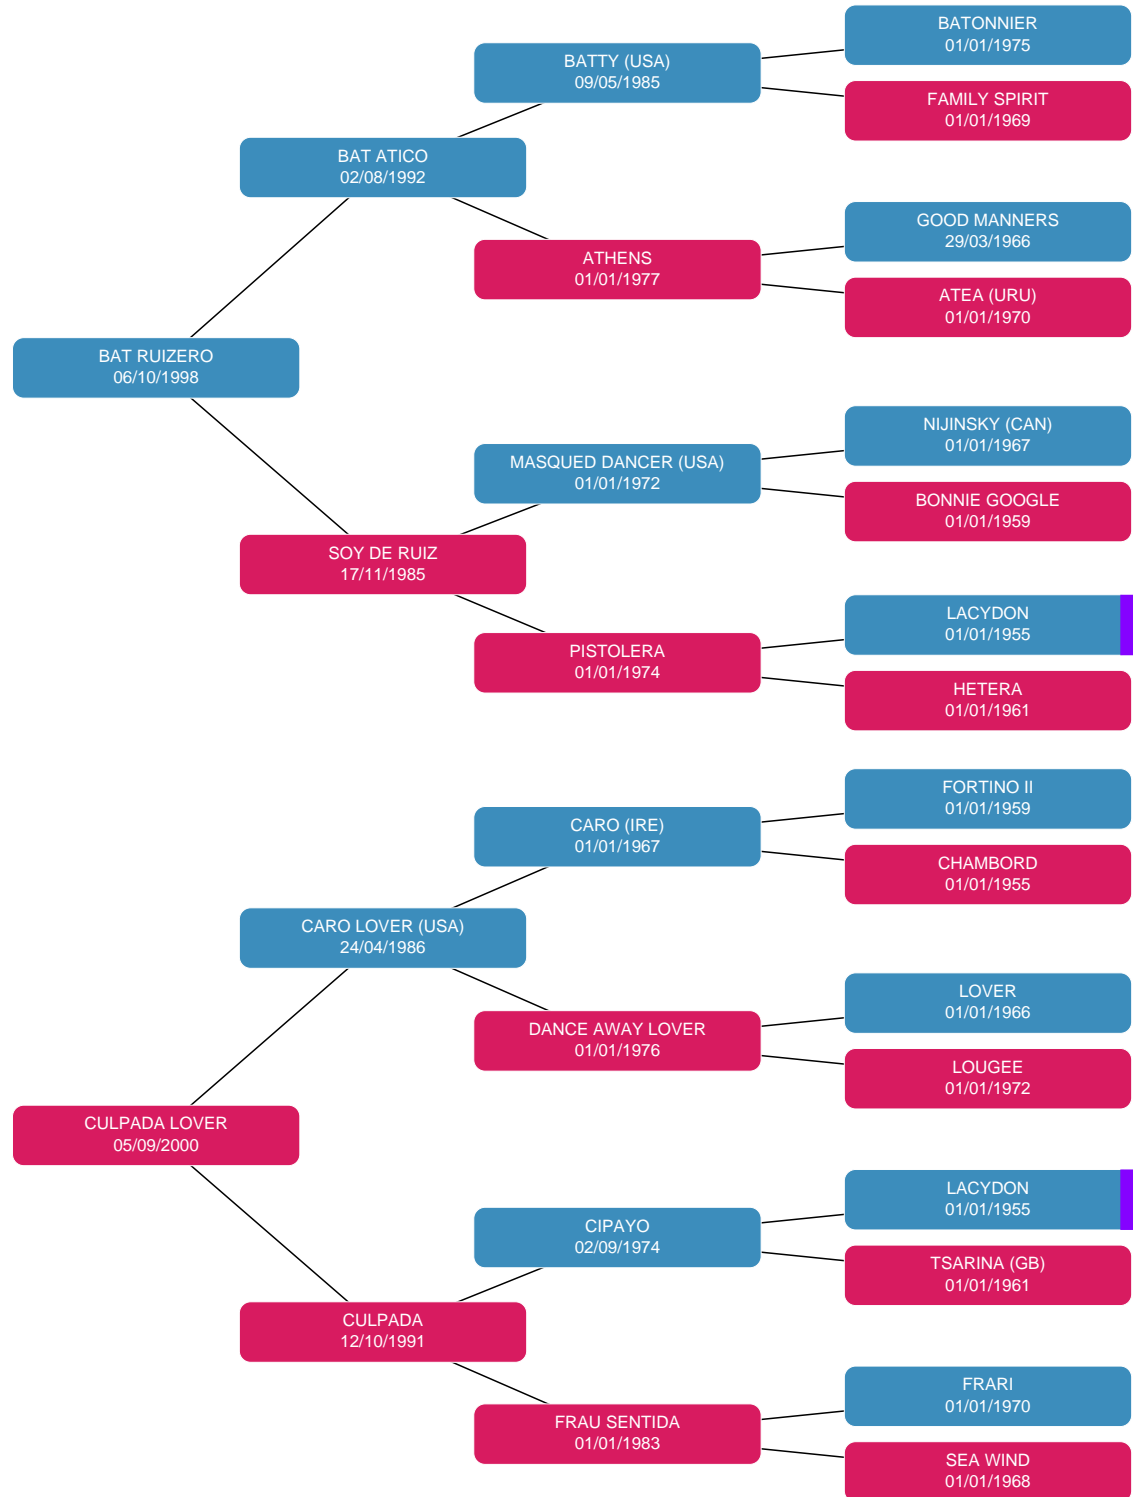 BATONNIER
01/01/1975
BATTY (USA)
09/05/1985
FAMILY SPIRIT
01/01/1969
BAT ATICO
02/08/1992
GOOD MANNERS
29/03/1966
ATHENS
01/01/1977
ATEA (URU)
01/01/1970
BAT RUIZERO
06/10/1998
NIJINSKY (CAN)
01/01/1967
MASQUED DANCER (USA)
01/01/1972
BONNIE GOOGLE
01/01/1959
SOY DE RUIZ
17/11/1985
LACYDON
01/01/1955
PISTOLERA
01/01/1974
HETERA
01/01/1961
FORTINO II
01/01/1959
CARO (IRE)
01/01/1967
CHAMBORD
01/01/1955
CARO LOVER (USA)
24/04/1986
LOVER
01/01/1966
DANCE AWAY LOVER
01/01/1976
LOUGEE
01/01/1972
CULPADA LOVER
05/09/2000
LACYDON
01/01/1955
CIPAYO
02/09/1974
TSARINA (GB)
01/01/1961
CULPADA
12/10/1991
FRARI
01/01/1970
FRAU SENTIDA
01/01/1983
SEA WIND
01/01/1968